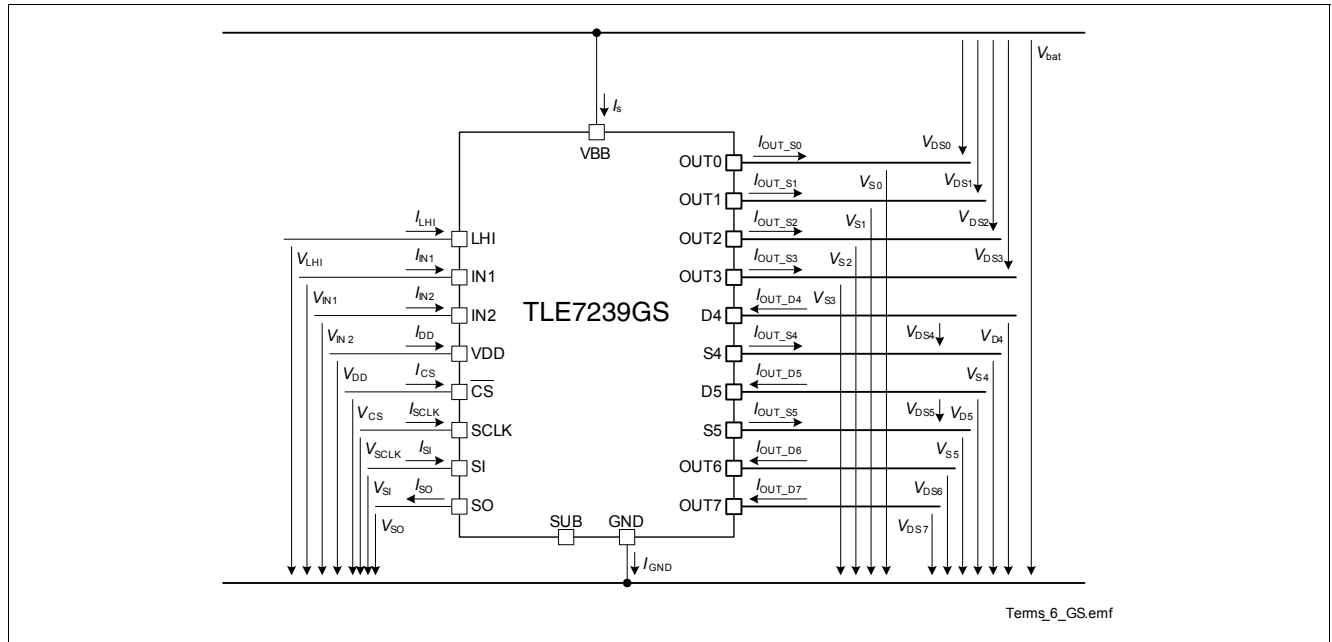 Vbat
Is
VBB
OUT0
IOUT_S0
VDS0
OUT1
IOUT_S1
VS0
VDS1
ILHI
LHI
OUT2
IOUT_S2
VS1
VDS2
VLHI
IIN1
IN1
OUT3
IOUT_S3
VS2
VDS3
VIN1
IIN2
IN2
TLE7239GS
D4
IOUT_D4
VS3
VIN2
IDD
VDD
S4
IOUT_S4
VDS4
VD4
VDD
ICS
CS
D5
IOUT_D5
VS4
VCS
ISCLK
SCLK
S5
IOUT_S5
VDS5
VD5
VSCLK
ISI
SI
OUT6
IOUT_D6
VS5
VSI
ISO
SO
OUT7
IOUT_D7
VDS6
VSO
SUB
GND
VDS7
IGND
Terms_6_GS.emf